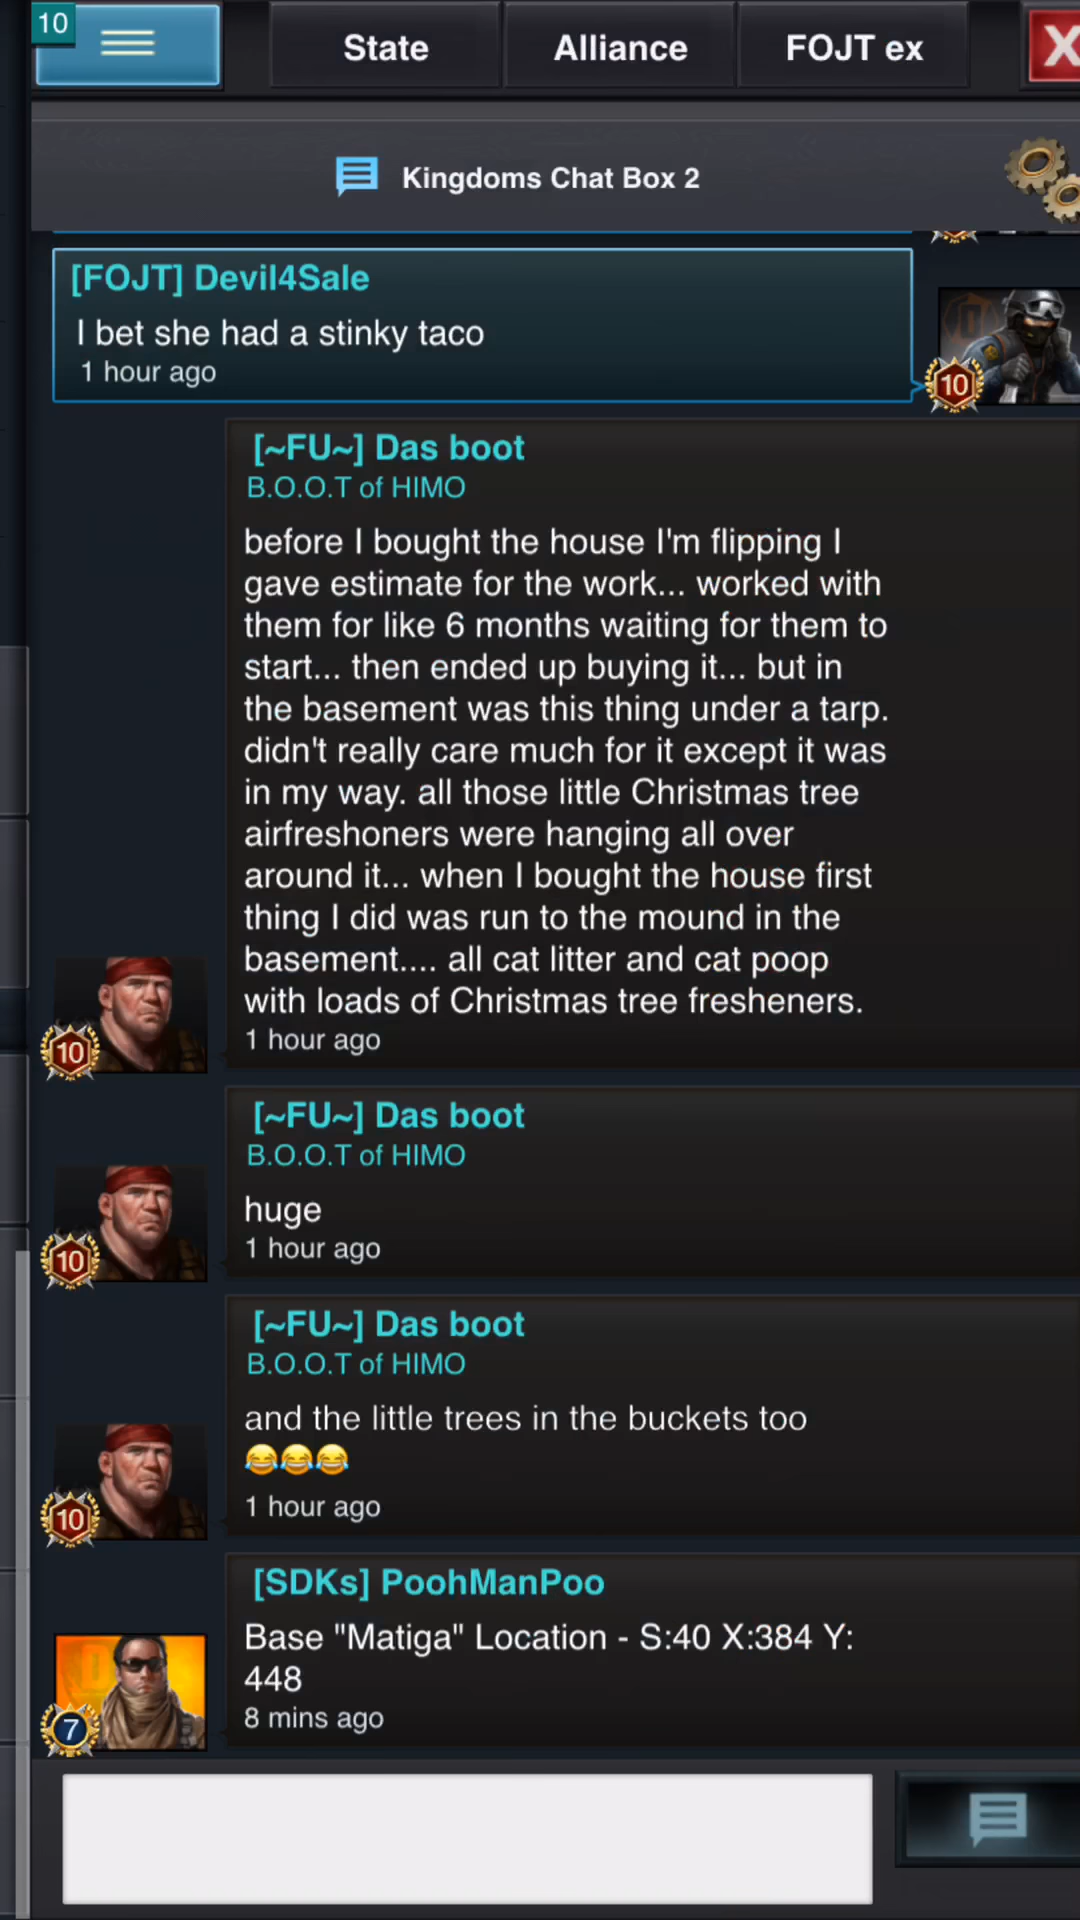 10
State
Alliance
FOJT ex
X
Kingdoms Chat Box 2
[FOJT] Devil4Sale
I bet she had a stinky taco
1 hour ago
10
[~FU~] Das boot
B.O.O.T of HIMO
before I bought the house I'm flipping I
gave estimate for the work... worked with
them for like 6 months waiting for them to
start... then ended up buying it... but in
the basement was this thing under a tarp.
didn't really care much for it except it was
in my way. all those little Christmas tree
airfreshoners were hanging all over
around it... when I bought the house first
thing I did was run to the mound in the
basement.... all cat litter and cat poop
with loads of Christmas tree fresheners.
1 hour ago
10
[~FU~] Das boot
B.O.O.T of HIMO
huge
1 hour ago
10
[~FU~] Das boot
B.O.O.T of HIMO
and the little trees in the buckets too
😂😂😂
1 hour ago
10
[SDKs] PoohManPoo
Base "Matiga" Location - S:40 X:384 Y:
448
8 mins ago
7